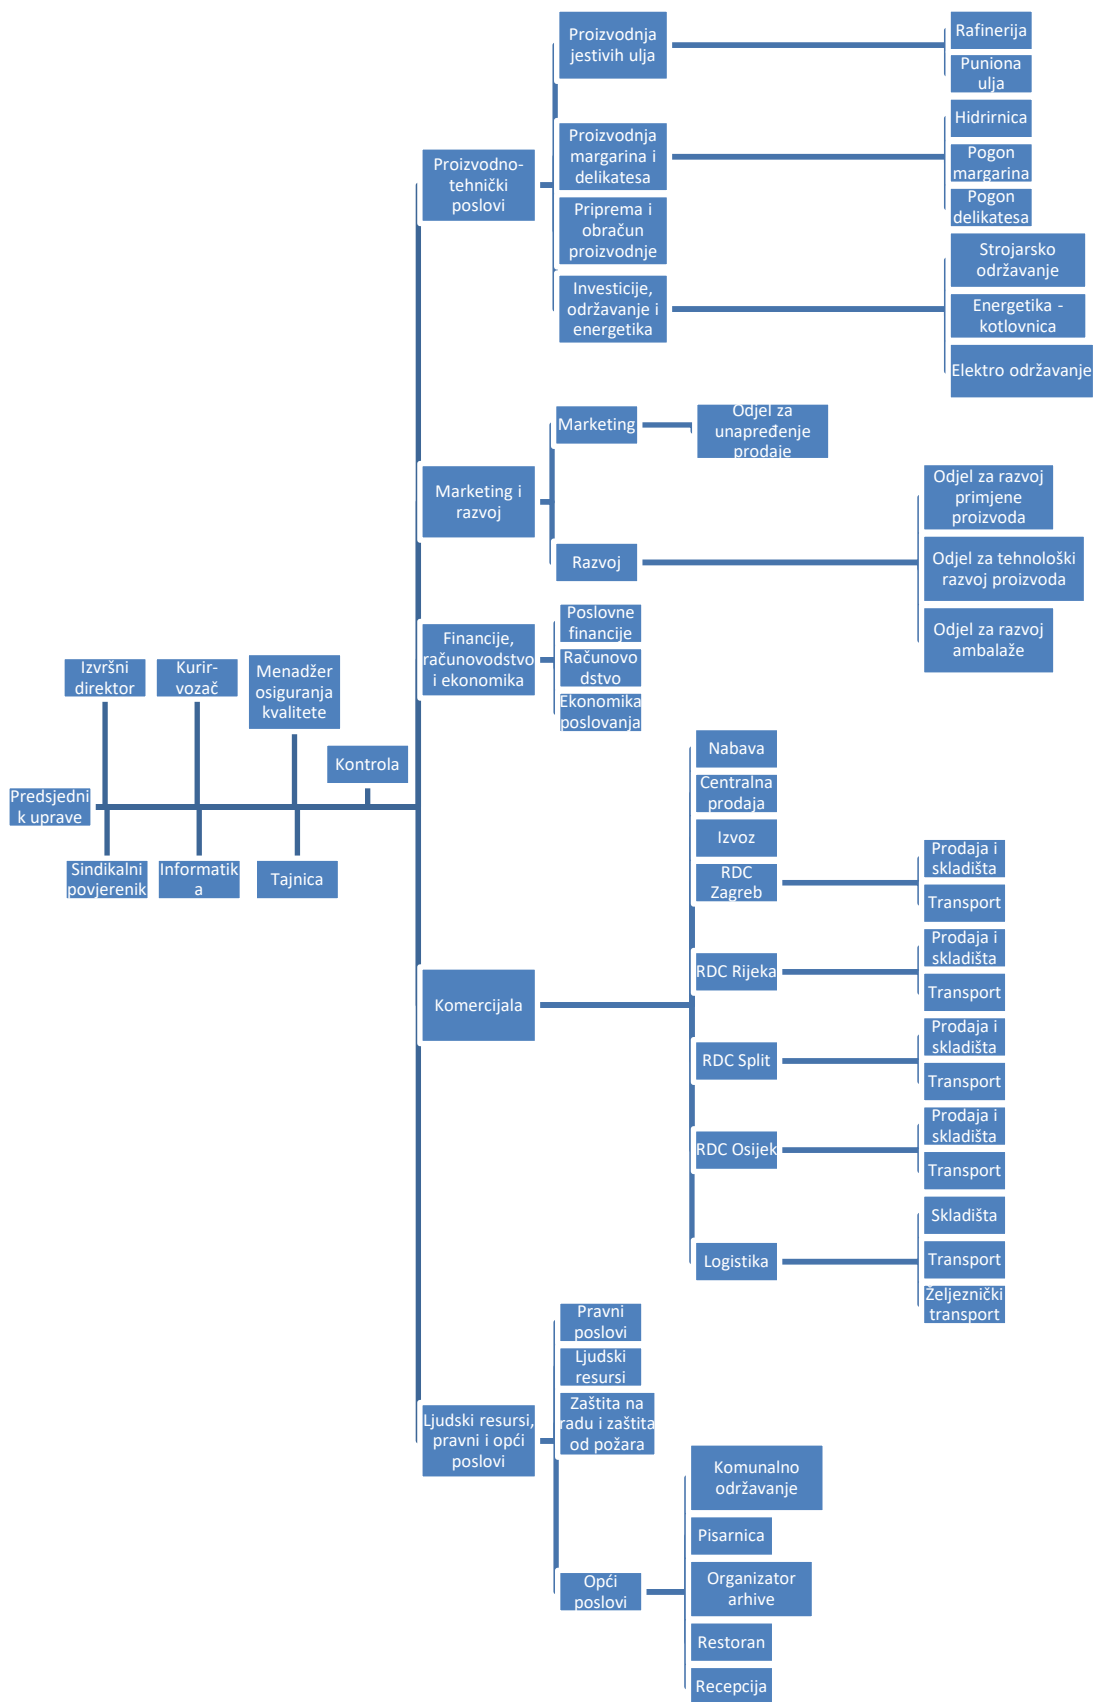 Predsjedni
k uprave
Izvršni
direktor
Kurir-
vozač
Menadžer
osiguranja
kvalitete
Kontrola
Sindikalni
povjerenik
Informatik
a
Tajnica
Proizvodno-
tehnički
poslovi
Proizvodnja
jestivih ulja
Rafinerija
Puniona
ulja
Proizvodnja
margarina i
delikatesa
Hidrirnica
Pogon
margarina
Pogon
delikatesa
Priprema i
obračun
proizvodnje
Investicije,
održavanje i
energetika
Strojarsko
održavanje
Energetika -
kotlovnica
Elektro održavanje
Marketing i
razvoj
Marketing
Odjel za
unapređenje
prodaje
Razvoj
Odjel za razvoj
primjene
proizvoda
Odjel za tehnološki
razvoj proizvoda
Odjel za razvoj
ambalaže
Financije,
računovodstvo
i ekonomika
Poslovne
financije
Računovo
dstvo
Ekonomika
poslovanja
Komercijala
Nabava
Centralna
prodaja
Izvoz
RDC
Zagreb
Prodaja i
skladišta
Transport
RDC Rijeka
Prodaja i
skladišta
Transport
RDC Split
Prodaja i
skladišta
Transport
RDC Osijek
Prodaja i
skladišta
Transport
Logistika
Skladišta
Transport
Željeznički
transport
Ljudski resursi,
pravni i opći
poslovi
Pravni
poslovi
Ljudski
resursi
Zaštita na
radu i zaštita
od požara
Opći
poslovi
Komunalno
održavanje
Pisarnica
Organizator
arhive
Restoran
Recepcija